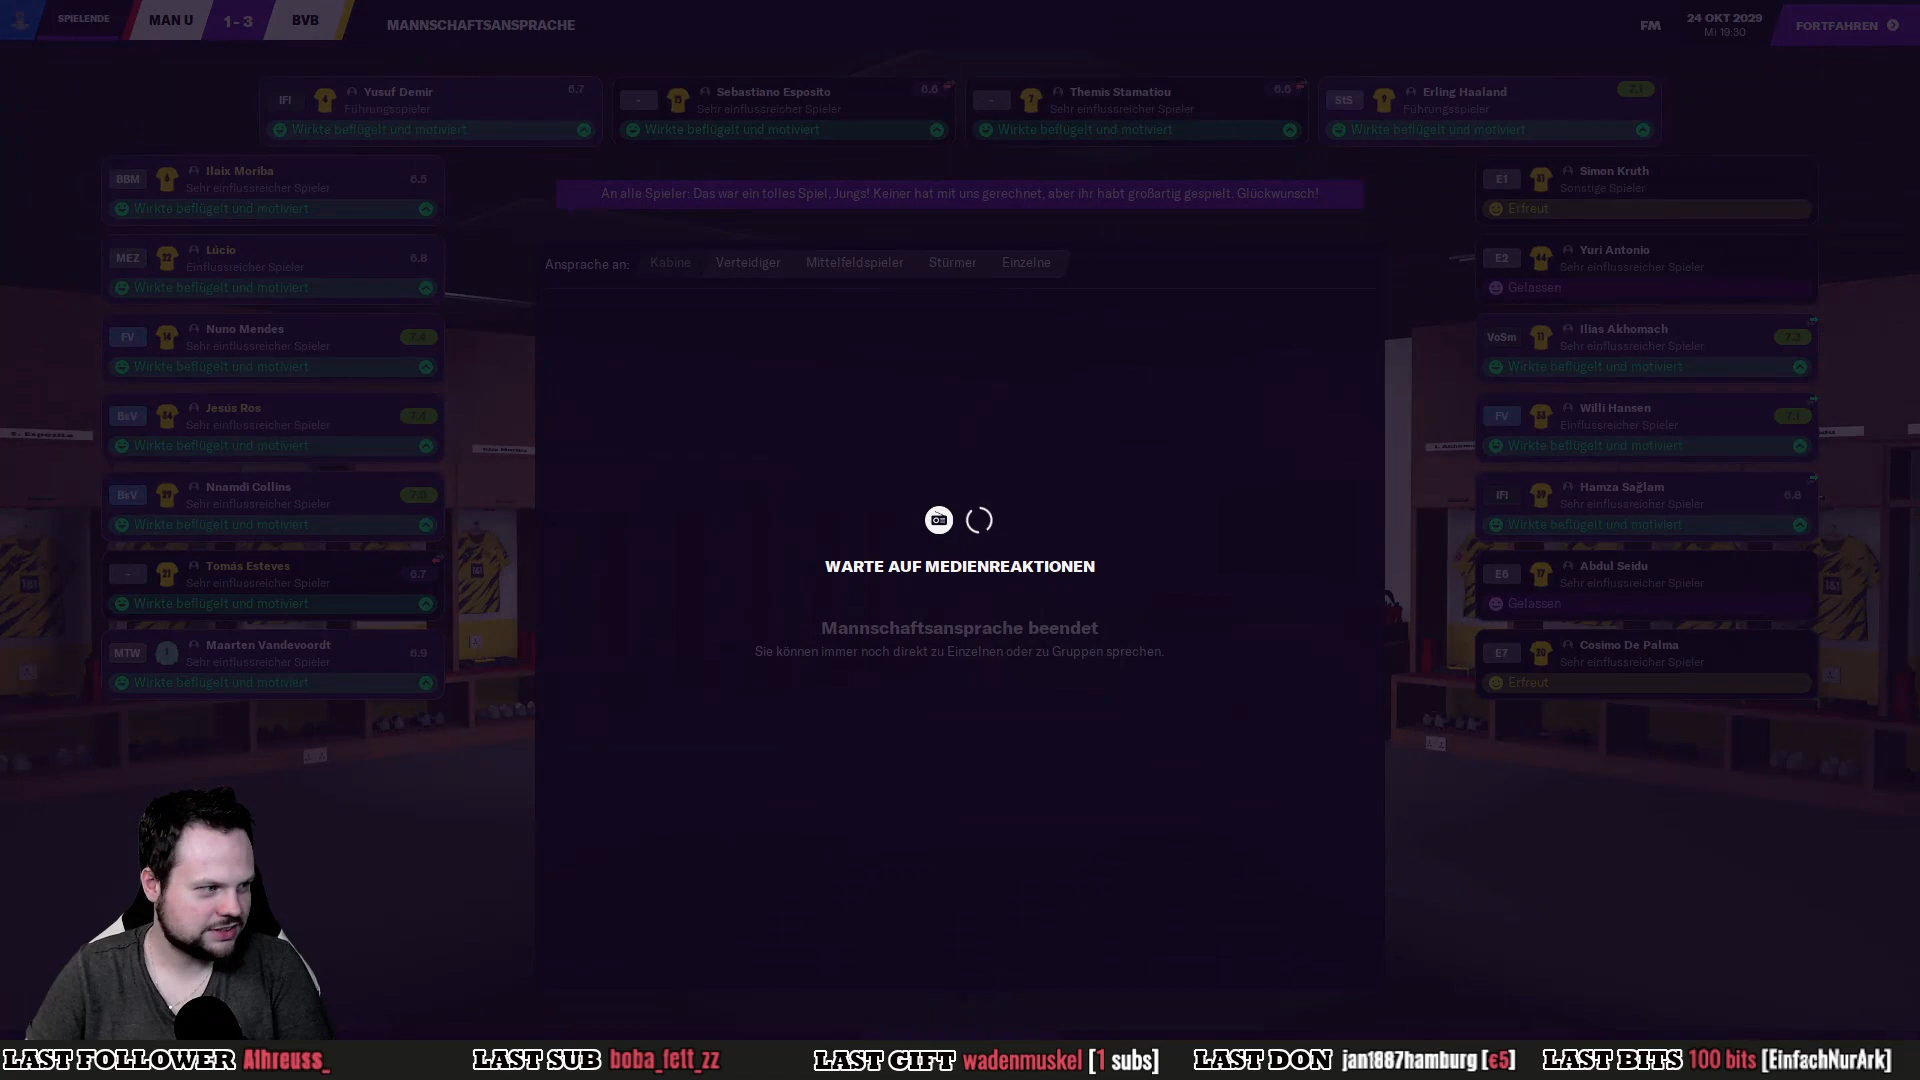 SPIELENDE
MAN U
1 - 3
BVB
MANNSCHAFTSANSPRACHE
FM
24 OKT 2029
Mi 19:30
FORTFAHREN
IFI
Yusuf Demir
6.7
Führungsspieler
Wirkte beflügelt und motiviert
-
Sebastiano Esposito
6.6
Sehr einflussreicher Spieler
Wirkte beflügelt und motiviert
-
Themis Stamatiou
6.6
Sehr einflussreicher Spieler
Wirkte beflügelt und motiviert
StS
Erling Haaland
7.1
Führungsspieler
Wirkte beflügelt und motiviert
BBM
Ilaix Moriba
6.5
Sehr einflussreicher Spieler
Wirkte beflügelt und motiviert
MEZ
Lúcio
6.8
Einflussreicher Spieler
Wirkte beflügelt und motiviert
FV
Nuno Mendes
Sehr einflussreicher Spieler
Wirkte beflügelt und motiviert
BsV
Jesús Ros
7.4
Sehr einflussreicher Spieler
Wirkte beflügelt und motiviert
BsV
Nnamdi Collins
Sehr einflussreicher Spieler
Wirkte beflügelt und motiviert
-
Tomás Esteves
6.7
Sehr einflussreicher Spieler
Wirkte beflügelt und motiviert
MTW
Maarten Vandevoordt
6.9
Sehr einflussreicher Spieler
Wirkte beflügelt und motiviert
An alle Spieler: Das war ein tolles Spiel, Jungs! Keiner hat mit uns gerechnet, aber ihr habt großartig gespielt. Glückwunsch!
Ansprache an:
Kabine
Verteidiger
Mittelfeldspieler
Stürmer
Einzelne
WARTE AUF MEDIENREAKTIONEN
Mannschaftsansprache beendet
Sie können immer noch direkt zu Einzelnen oder zu Gruppen sprechen.
E1
Simon Kruth
Sonstige Spieler
Erfreut
E2
Yuri Antonio
Sehr einflussreicher Spieler
Gelassen
VoSm
Ilias Akhomach
Sehr einflussreicher Spieler
Wirkte beflügelt und motiviert
FV
Willi Hansen
7.1
Einflussreicher Spieler
Wirkte beflügelt und motiviert
IFI
Hamza Sağlam
6.8
Sehr einflussreicher Spieler
Wirkte beflügelt und motiviert
E6
Abdul Seidu
Sehr einflussreicher Spieler
Gelassen
E7
Cosimo De Palma
Sehr einflussreicher Spieler
Erfreut
LAST FOLLOWER Alhreuss_
LAST SUB boba_fett_zz
LAST GIFT wadenmuskel [1 subs]
LAST DON jan1887hamburg [€5]
LAST BITS 100 bits [EinfachNurArk]